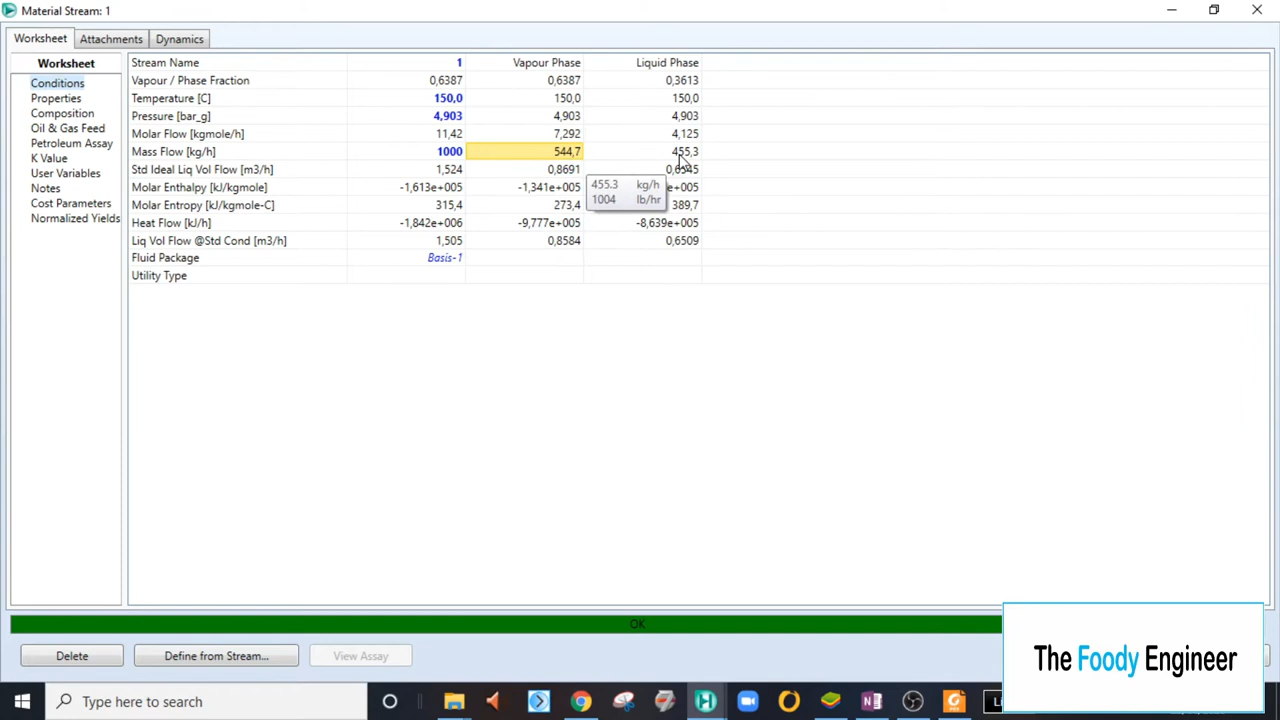 Material Stream: 1
Worksheet Attachments Dynamics
Worksheet
Conditions
Properties
Composition
Oil & Gas Feed
Petroleum Assay
K Value
User Variables
Notes
Cost Parameters
Normalized Yields
Stream Name 1 Vapour Phase Liquid Phase
Vapour / Phase Fraction 0,6387 0,6387 0,3613
Temperature [C] 150,0 150,0 150,0
Pressure [bar_g] 4,903 4,903 4,903
Molar Flow [kgmole/h] 11,42 7,292 4,125
Mass Flow [kg/h] 1000 544,7 455,3
Std Ideal Liq Vol Flow [m3/h] 1,524 0,8691
Molar Enthalpy [kJ/kgmole] -1,613e+005 -1,341e+005 e+005
Molar Entropy [kJ/kgmole-C] 315,4 273,4 389,7
Heat Flow [kJ/h] -1,842e+006 -9,777e+005 -8,639e+005
Liq Vol Flow @Std Cond [m3/h] 1,505 0,8584 0,6509
Fluid Package Basis-1
Utility Type
455.3 kg/h
1004 lb/hr
OK
Delete Define from Stream... View Assay
The Foody Engineer
Type here to search